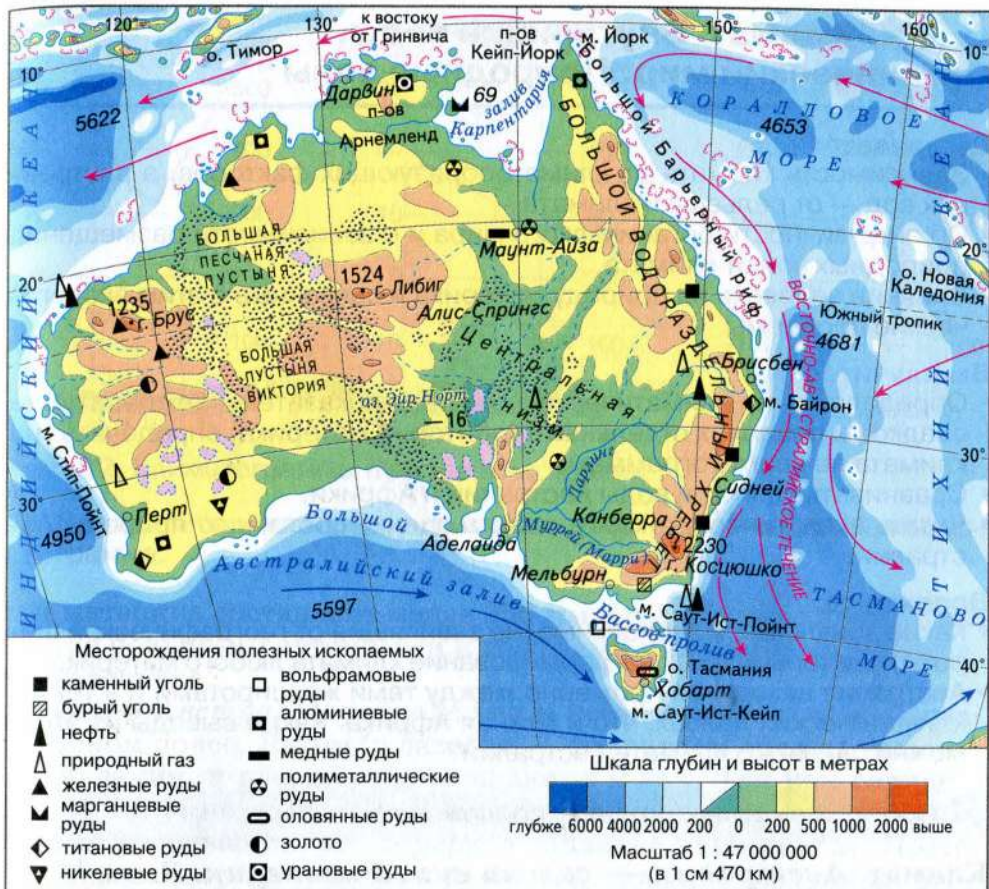 120°
130°
к востоку
от Гринвича
п-ов
Кейп-Йорк
м. Йорк
150°
160°
о. Тимор
10°
10°
5622
Дарвин
п-ов
Арнемленд
69
залив
Карпентария
Большой Барьерный риф
КОРАЛЛОВОЕ
4653
МОРЕ
ИНДИЙСКИЙ ОКЕАН
ТИХИЙ ОКЕАН
БОЛЬШОЙ ВОДОРАЗДЕЛЬНЫЙ ХРЕБЕТ
БОЛЬШАЯ
ПЕСЧАНАЯ
ПУСТЫНЯ
Маунт-Айза
20°
20°
1235
г. Брус
1524
г. Либиг
Алис-Спрингс
о. Новая
Каледония
Южный тропик
4681
БОЛЬШАЯ
ПУСТЫНЯ
ВИКТОРИЯ
Центральная
низм.
оз. Эйр-Норт
–16
Брисбен
м. Байрон
ВОСТОЧНО-АВСТРАЛИЙСКОЕ ТЕЧЕНИЕ
м. Стип-Пойнт
30°
30°
Дарлинг
Сидней
4950
Перт
Большой
Австралийский залив
Аделаида
Муррей (Марри)
Канберра
2230
г. Косцюшко
Мельбурн
5597
м. Саут-Ист-Пойнт
Бассов пролив
ТАСМАНОВО
МОРЕ
40°
о. Тасмания
Хобарт
м. Саут-Ист-Кейп
Месторождения полезных ископаемых
каменный уголь
бурый уголь
нефть
природный газ
железные руды
марганцевые
руды
титановые руды
никелевые руды
вольфрамовые
руды
алюминиевые
руды
медные руды
полиметаллические
руды
оловянные руды
золото
урановые руды
Шкала глубин и высот в метрах
глубже 6000 4000 2000 200 0 200 500 1000 2000 выше
Масштаб 1 : 47 000 000
(в 1 см 470 км)